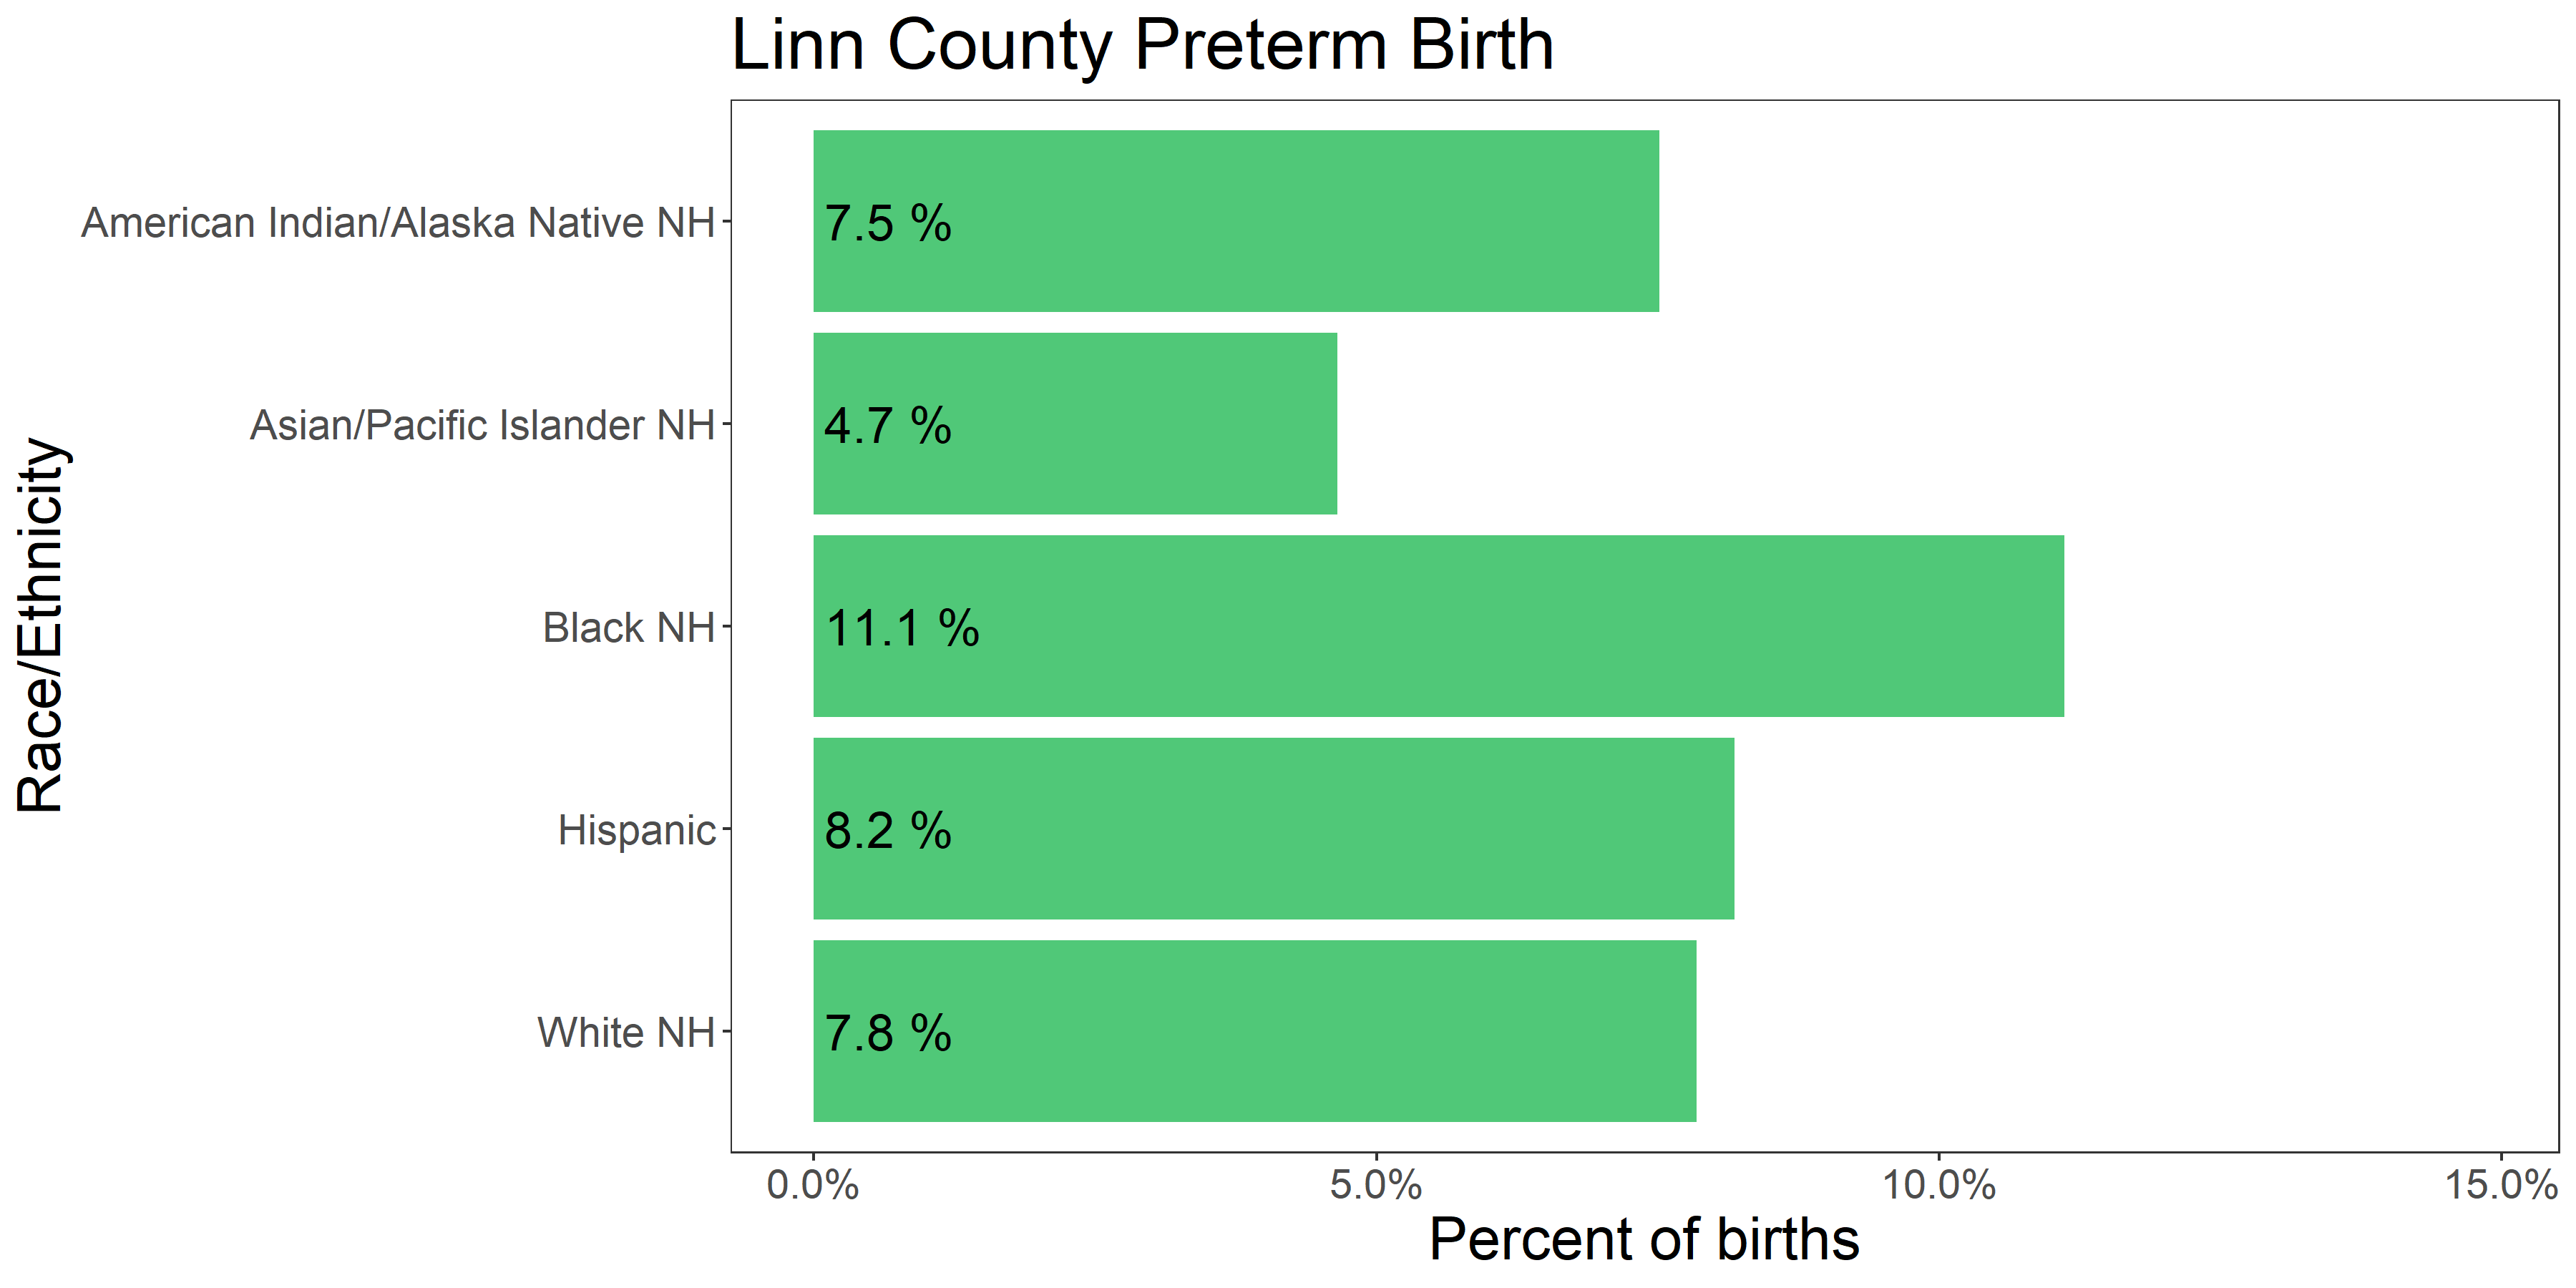 Linn County Preterm Birth
Race/Ethnicity
American Indian/Alaska Native NH
7.5 %
Asian/Pacific Islander NH
4.7 %
Black NH
11.1 %
Hispanic
8.2 %
White NH
7.8 %
0.0%
5.0%
10.0%
15.0%
Percent of births